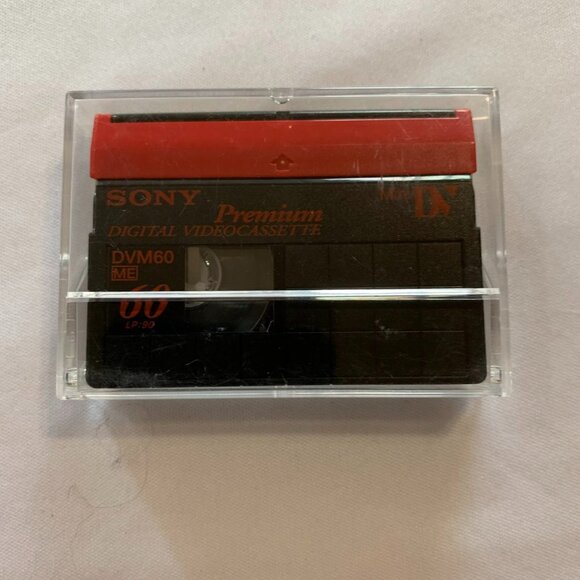 SONY
Premium
Mini DV
DIGITAL VIDEOCASSETTE
DVM60
ME
60
LP:90